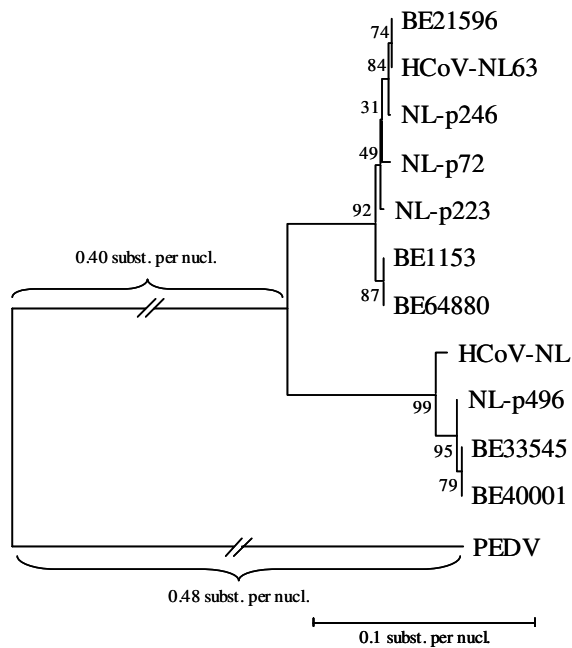 BE21596
74
84
HCoV-NL63
31
NL-p246
49
NL-p72
92
NL-p223
0.40 subst. per nucl.
BE1153
87
BE64880
HCoV-NL
99
NL-p496
95
BE33545
79
BE40001
PEDV
0.48 subst. per nucl.
0.1 subst. per nucl.